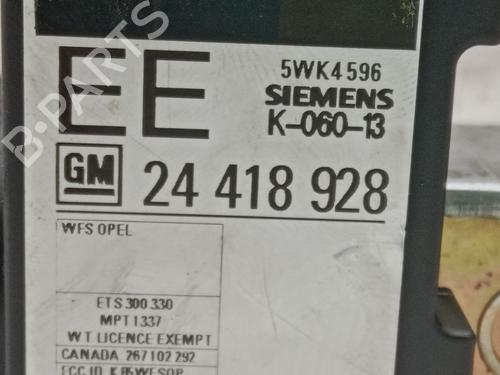 EE
5WK4596
SIEMENS
K-060-13
GM
24 418 928
WFS OPEL
ETS 300 330
MPT 1337
WT LICENCE EXEMPT
CANADA 267 102 292
B-PARTS